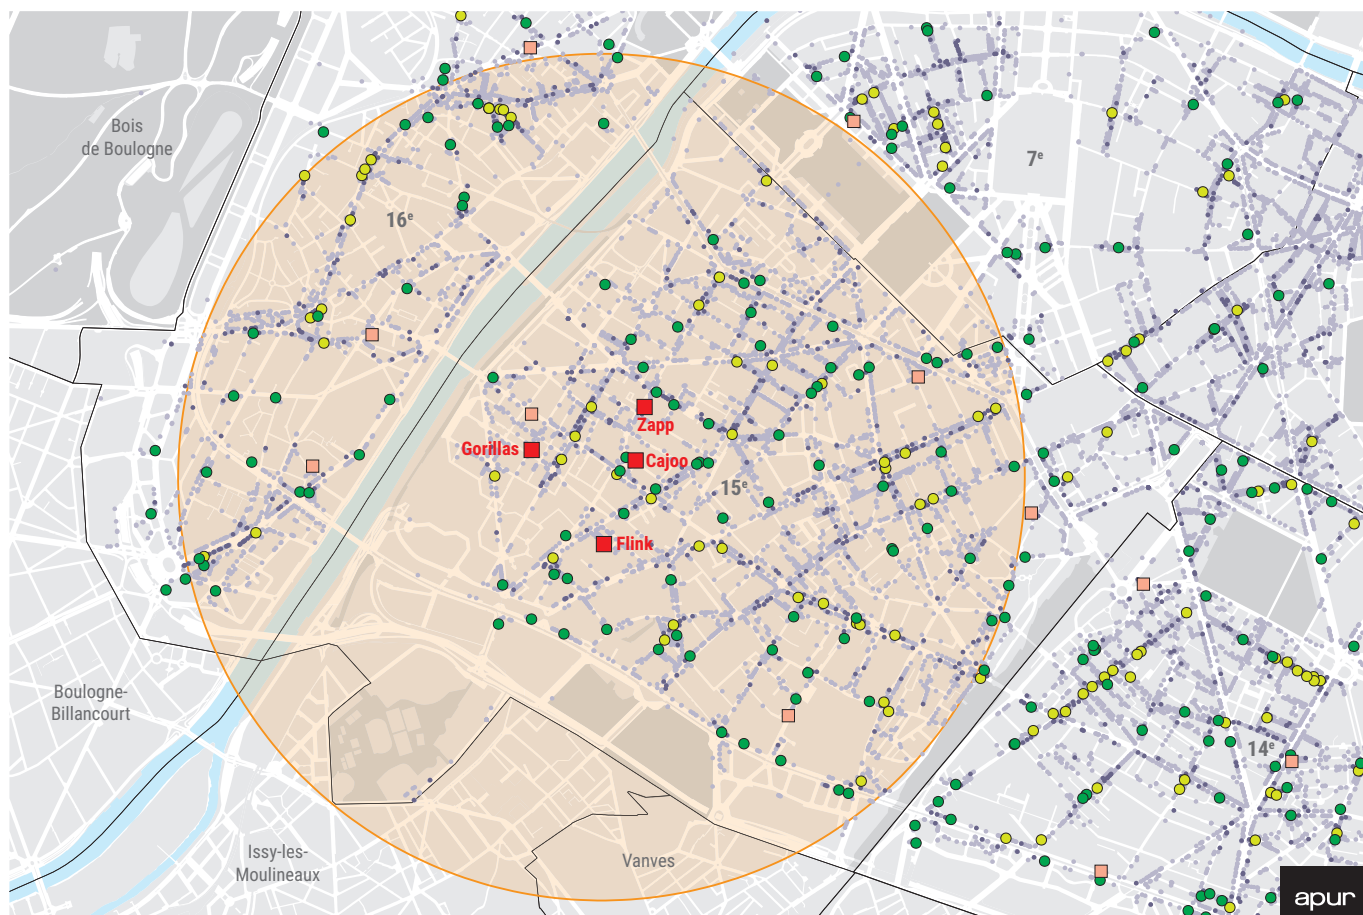 Bois
de Boulogne
7e
16e
Zapp
Gorillas
Cajoo
15e
Flink
Boulogne-
Billancourt
14e
Issy-les-
Moulineaux
Vanves
apur